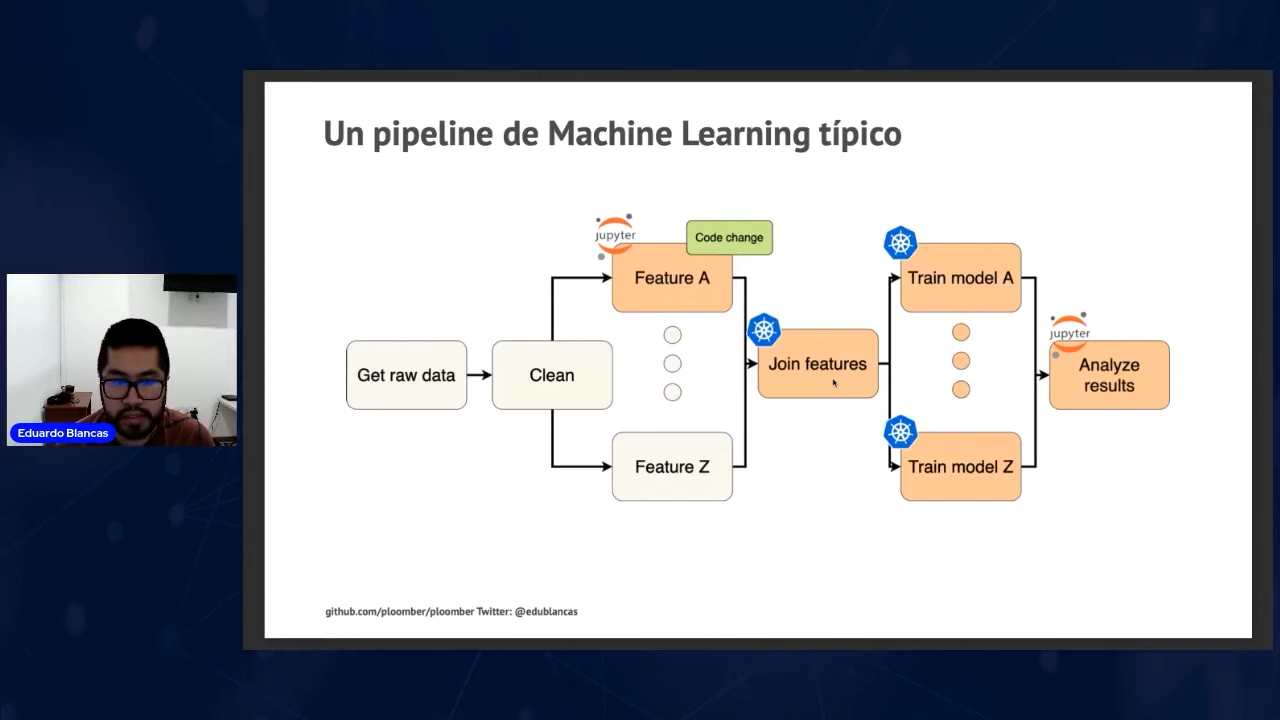 Un pipeline de Machine Learning típico
jupyter
Code change
Feature A
Train model A
jupyter
Join features
Get raw data
Clean
Analyze
results
Feature Z
Train model Z
Eduardo Blancas
github.com/ploomber/ploomber Twitter: @edublancas